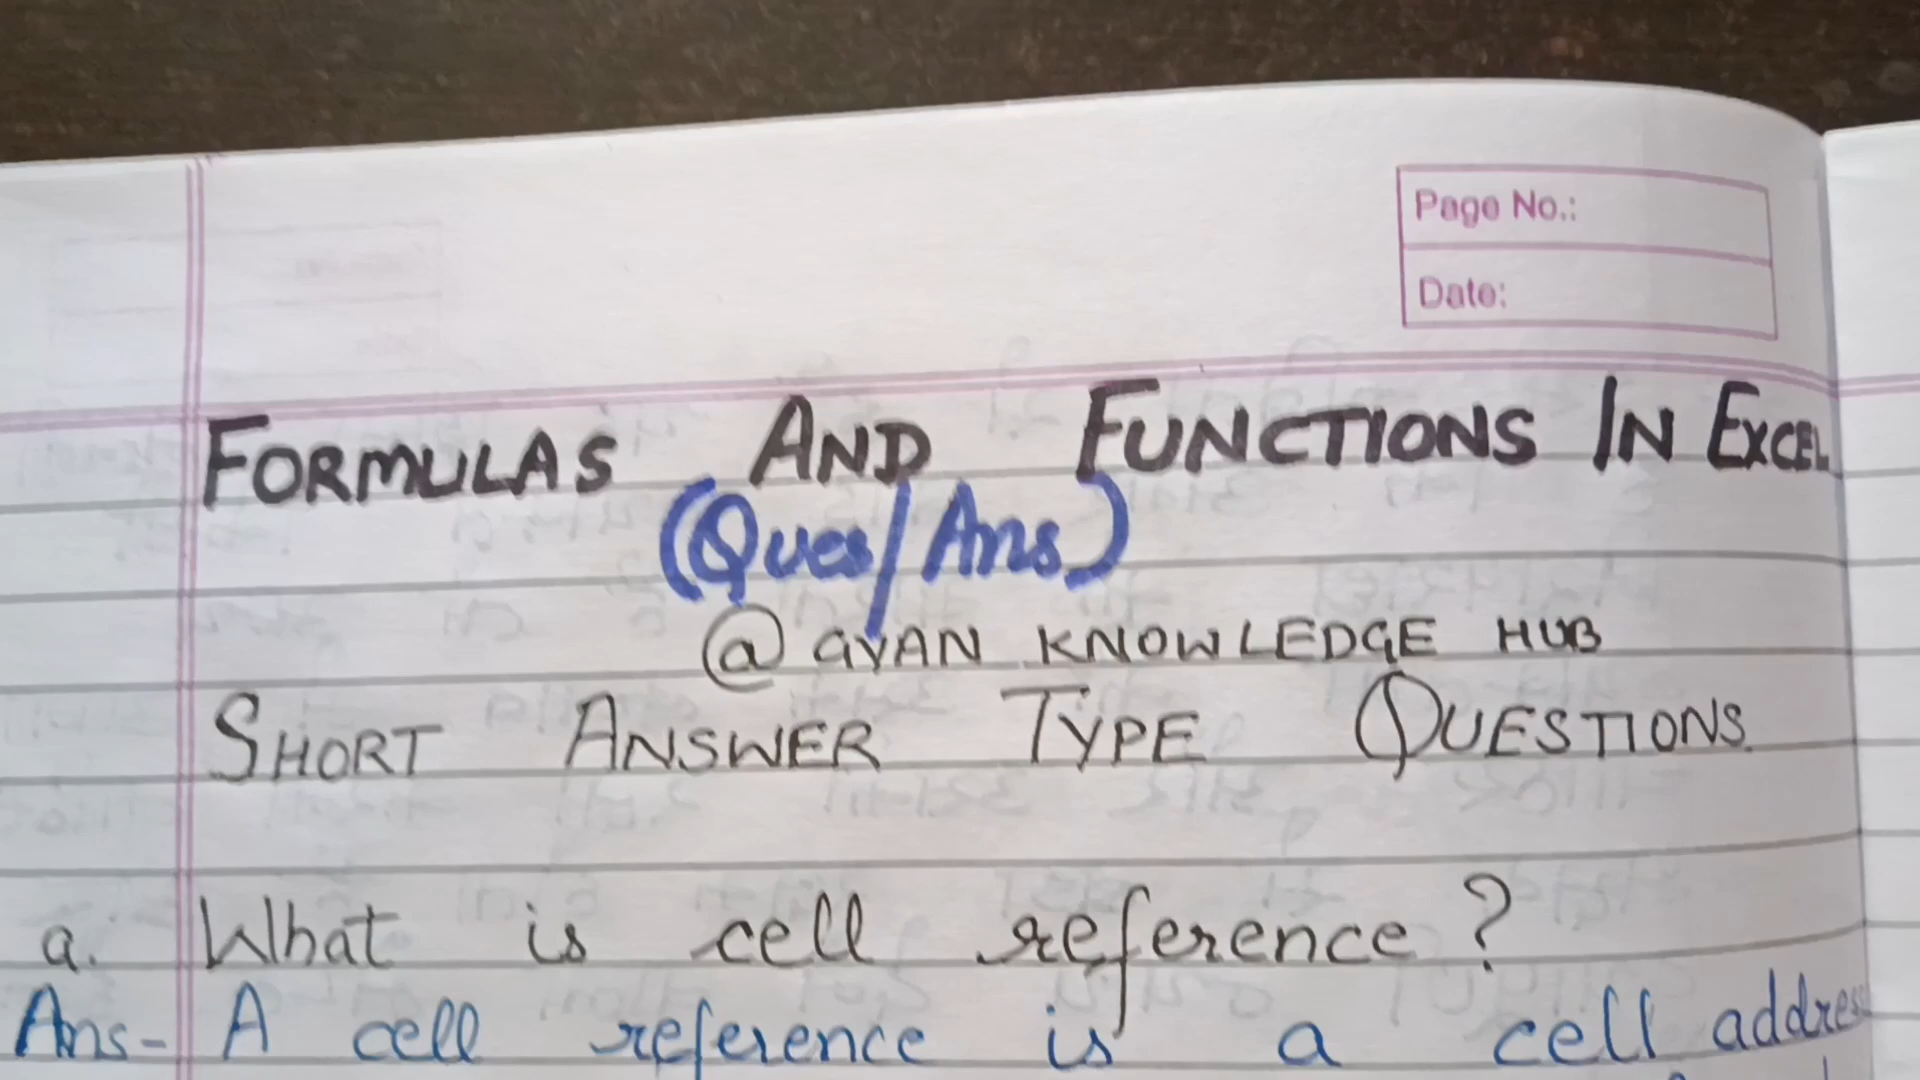 Page No.:
Date:
FORMULAS AND FUNCTIONS IN EXCEL
(Ques/Ans)
@ GYAN KNOWLEDGE HUB
SHORT ANSWER TYPE QUESTIONS
a. What is cell reference?
Ans- A cell reference is a cell address